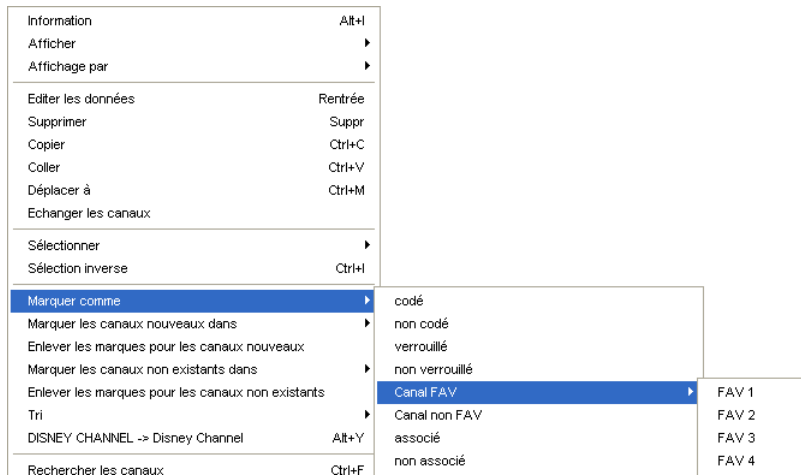 Information Alt+I
Afficher
Affichage par
Editer les données Rentrée
Supprimer Suppr
Copier Ctrl+C
Coller Ctrl+V
Déplacer à Ctrl+M
Echanger les canaux
Sélectionner
Sélection inverse Ctrl+I
Marquer comme
Marquer les canaux nouveaux dans
Enlever les marques pour les canaux nouveaux
Marquer les canaux non existants dans
Enlever les marques pour les canaux non existants
Tri
DISNEY CHANNEL -> Disney Channel Alt+Y
Rechercher les canaux Ctrl+F
codé
non codé
verrouillé
non verrouillé
Canal FAV
Canal non FAV
associé
non associé
FAV 1
FAV 2
FAV 3
FAV 4